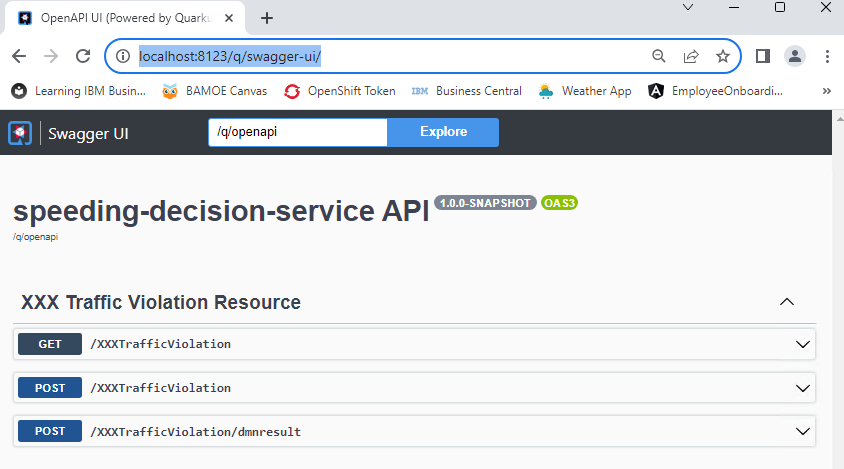 OpenAPI UI (Powered by Quarku
localhost:8123/q/swagger-ui/
Learning IBM Busin... BAMOE Canvas OpenShift Token IBM Business Central Weather App EmployeeOnboardi...
Swagger UI /q/openapi Explore
speeding-decision-service API 1.0.0-SNAPSHOT OAS3
/q/openapi
XXX Traffic Violation Resource
GET /XXXTrafficViolation
POST /XXXTrafficViolation
POST /XXXTrafficViolation/dmnresult